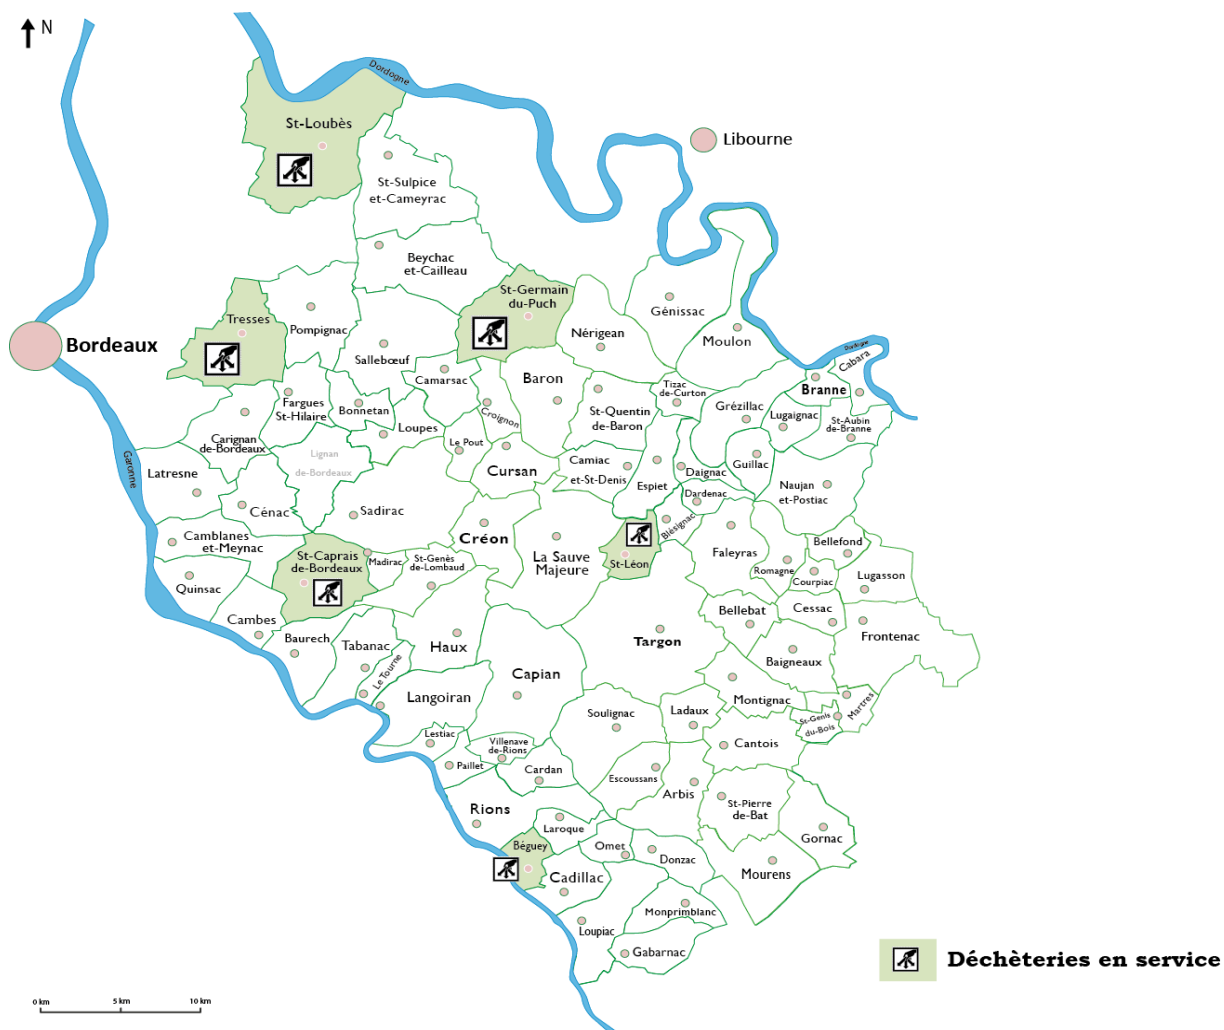 N
Dordogne
St-Loubès
Libourne
St-Sulpice
et-Cameyrac
Beychac
et-Cailleau
St-Germain
du-Puch
Génissac
Tresses
Pompignac
Nérigean
Moulon
Bordeaux
Sallebœuf
Dordogne
Cabara
Camarsac
Baron
Tizac
de-Curton
Branne
Fargues
St-Hilaire
Bonnetan
Croignon
St-Quentin
de-Baron
Grézillac
Lugaignac
St-Aubin
de-Branne
Loupes
Carignan
de-Bordeaux
Le Pout
Lignan
de-Bordeaux
Garonne
Latresne
Cursan
Camiac
et-St-Denis
Espiet
Daignac
Guillac
Naujan
et-Postiac
Dardenac
Cénac
Sadirac
Blésignac
Camblanes
et-Meynac
Créon
Faleyras
Bellefond
St-Caprais
de-Bordeaux
Madirac
St-Genès
de-Lombaud
La Sauve
Majeure
St-Léon
Romagne
Courpiac
Lugasson
Quinsac
Cambes
Bellebat
Cessac
Frontenac
Baurech
Tabanac
Le Tourne
Haux
Targon
Baigneaux
Capian
Langoiran
Montignac
Martres
Soulignac
Ladaux
St-Genis
du-Bois
Lestiac
Villenave
de-Rions
Cantois
Paillet
Cardan
Escoussans
Arbis
St-Pierre
de-Bat
Rions
Laroque
Gornac
Béguey
Omet
Donzac
Cadillac
Mourens
Monprimblanc
Loupiac
Gabarnac
Déchèteries en service
0 km
5 km
10 km